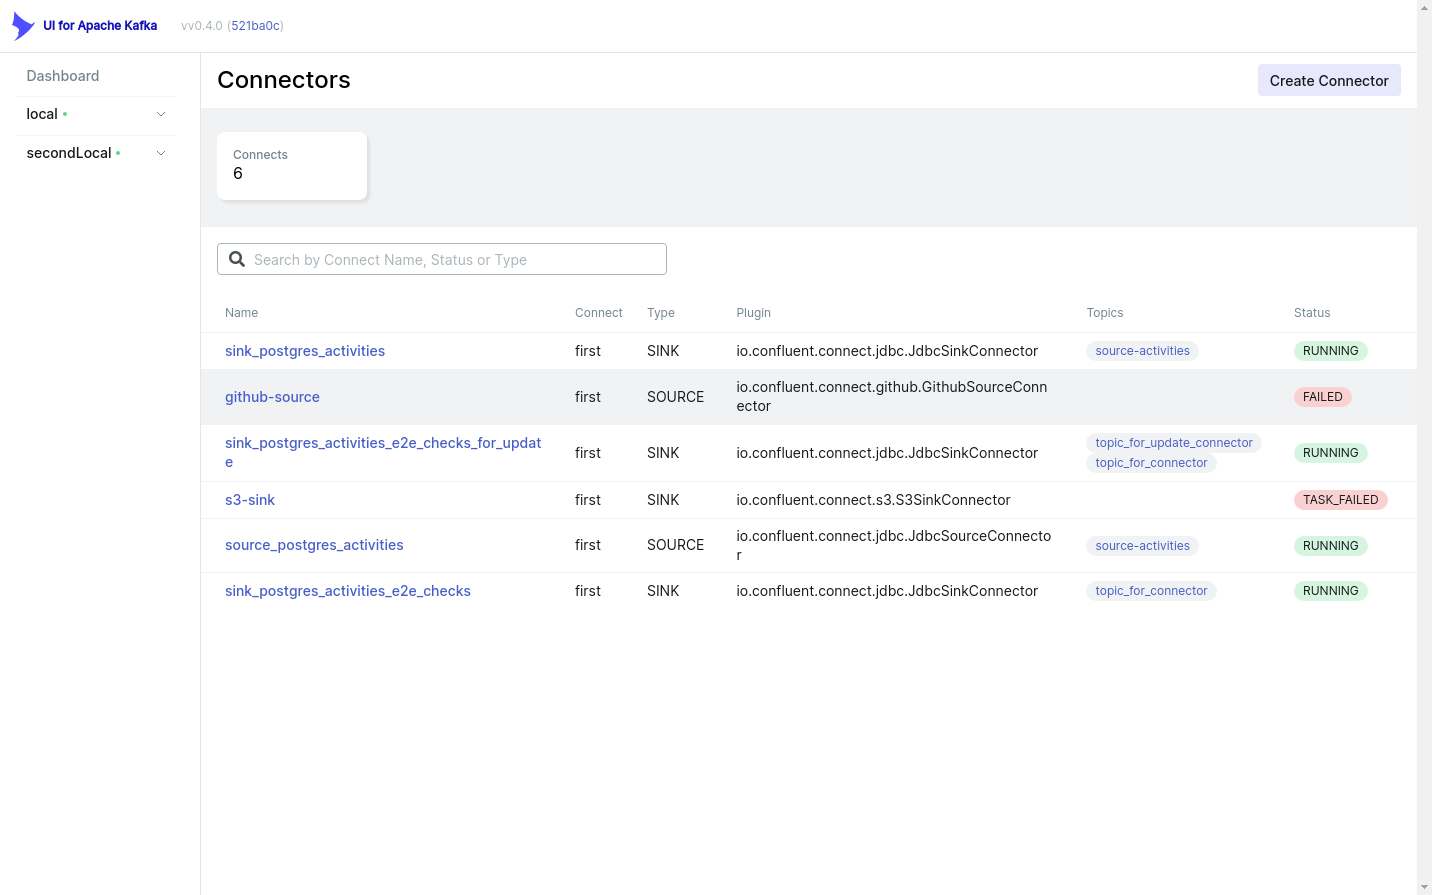 UI for Apache Kafka vv0.4.0 (521ba0c)
Dashboard
local
secondLocal
Connectors
Create Connector
Connects
6
Search by Connect Name, Status or Type
Name Connect Type Plugin Topics Status
sink_postgres_activities first SINK io.confluent.connect.jdbc.JdbcSinkConnector source-activities RUNNING
github-source first SOURCE io.confluent.connect.github.GithubSourceConn
ector FAILED
sink_postgres_activities_e2e_checks_for_updat
e first SINK io.confluent.connect.jdbc.JdbcSinkConnector topic_for_update_connector
topic_for_connector RUNNING
s3-sink first SINK io.confluent.connect.s3.S3SinkConnector TASK_FAILED
source_postgres_activities first SOURCE io.confluent.connect.jdbc.JdbcSourceConnecto
r source-activities RUNNING
sink_postgres_activities_e2e_checks first SINK io.confluent.connect.jdbc.JdbcSinkConnector topic_for_connector RUNNING